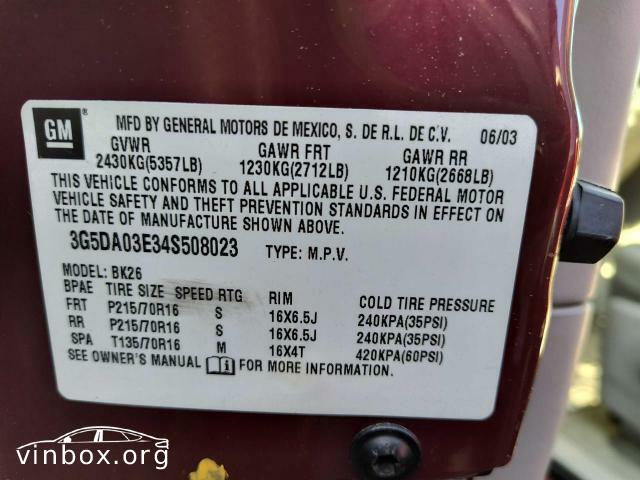 GM ®
MFD BY GENERAL MOTORS DE MEXICO, S. DE R.L. DE C.V. 06/03
GVWR GAWR FRT GAWR RR
2430KG(5357LB) 1230KG(2712LB) 1210KG(2668LB)
THIS VEHICLE CONFORMS TO ALL APPLICABLE U.S. FEDERAL MOTOR
VEHICLE SAFETY AND THEFT PREVENTION STANDARDS IN EFFECT ON
THE DATE OF MANUFACTURE SHOWN ABOVE.
3G5DA03E34S508023 TYPE: M.P.V.
MODEL: BK26
BPAE TIRE SIZE SPEED RTG RIM COLD TIRE PRESSURE
FRT P215/70R16 S 16X6.5J 240KPA(35PSI)
RR P215/70R16 S 16X6.5J 240KPA(35PSI)
SPA T135/70R16 M 16X4T 420KPA(60PSI)
SEE OWNER'S MANUAL FOR MORE INFORMATION.
vinbox.org